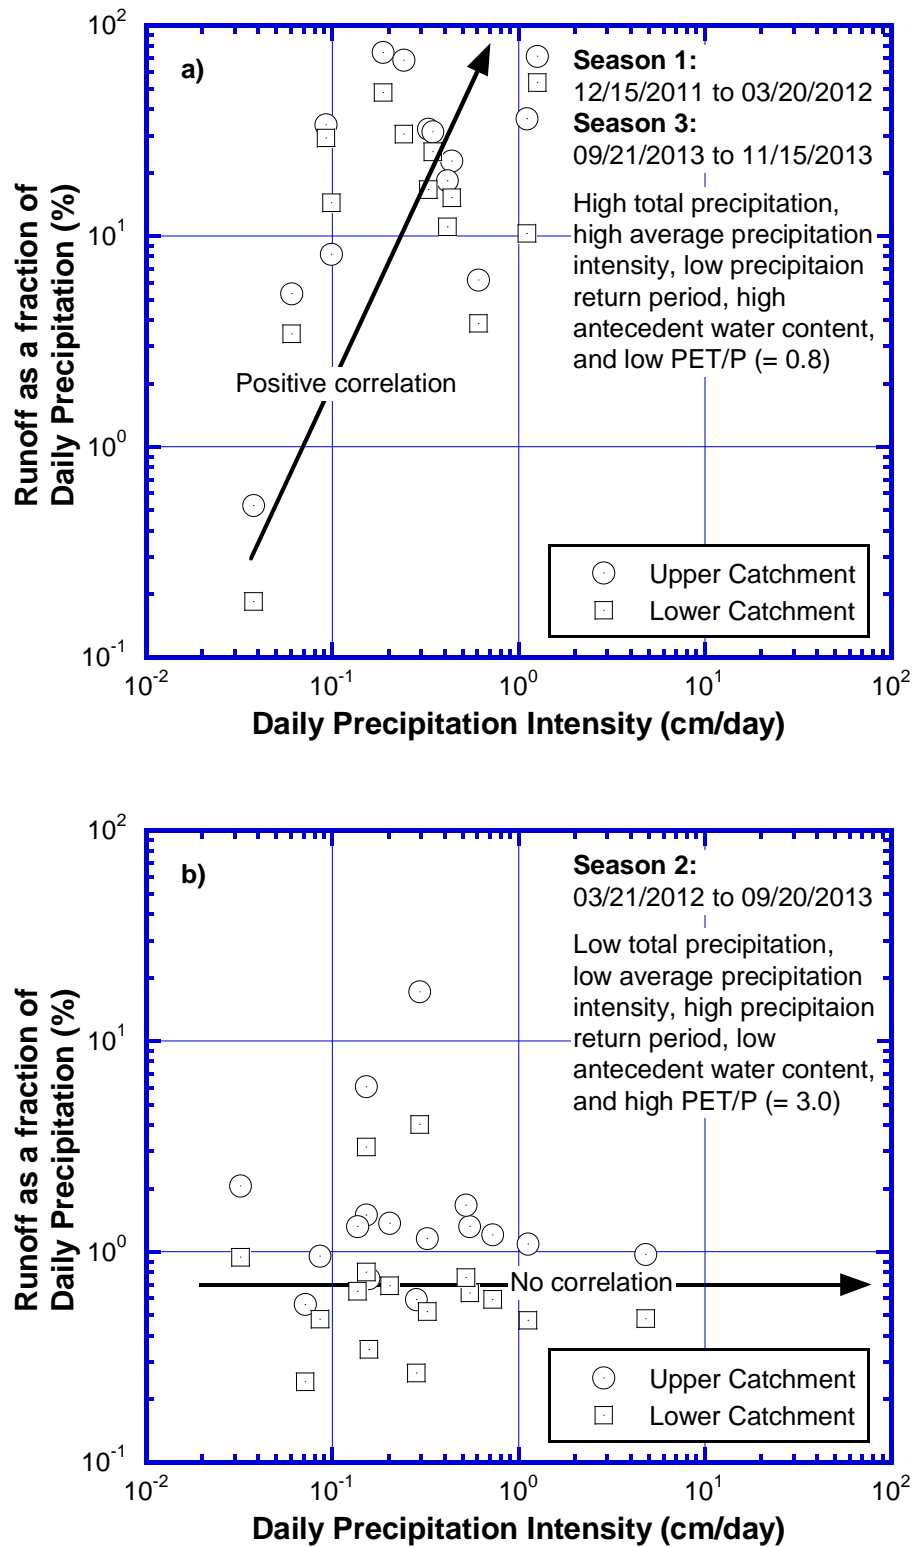 a)
Season 1:
12/15/2011 to 03/20/2012
Season 3:
09/21/2013 to 11/15/2013
High total precipitation,
high average precipitation
intensity, low precipitaion
return period, high
antecedent water content,
and low PET/P (= 0.8)
Positive correlation
Upper Catchment
Lower Catchment
Runoff as a fraction of
Daily Precipitation (%)
10^2
10^1
10^0
10^-1
10^-2 10^-1 10^0 10^1 10^2
Daily Precipitation Intensity (cm/day)
b)
Season 2:
03/21/2012 to 09/20/2013
Low total precipitation,
low average precipitation
intensity, high precipitaion
return period, low
antecedent water content,
and high PET/P (= 3.0)
No correlation
Upper Catchment
Lower Catchment
Runoff as a fraction of
Daily Precipitation (%)
10^2
10^1
10^0
10^-1
10^-2 10^-1 10^0 10^1 10^2
Daily Precipitation Intensity (cm/day)